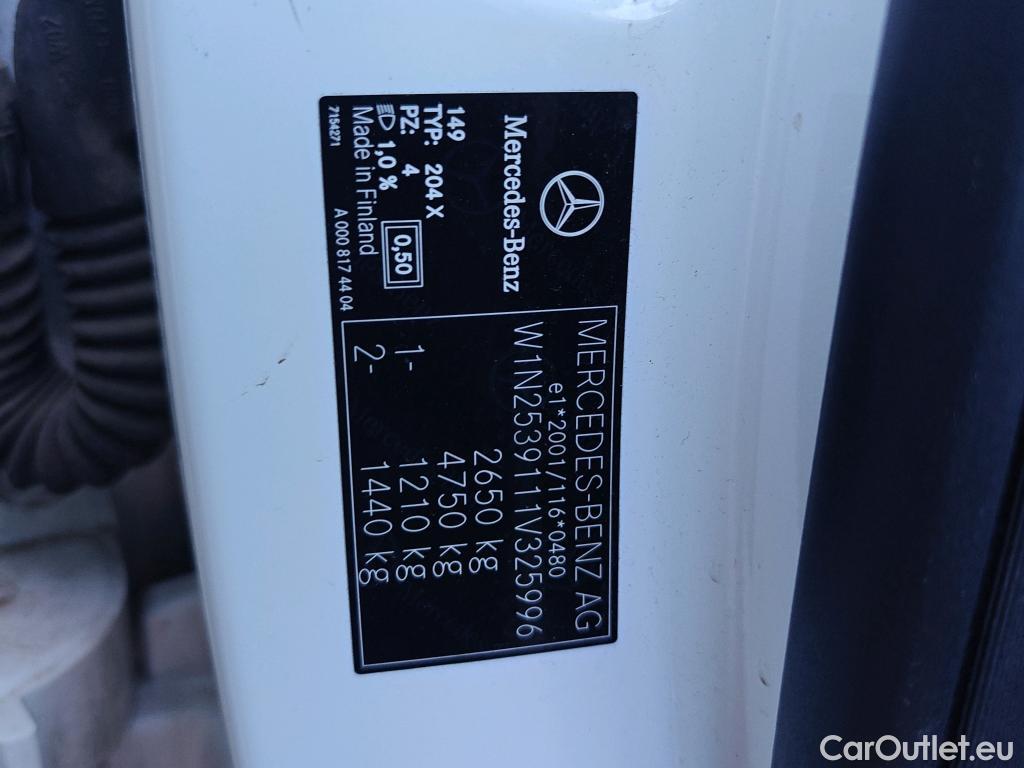 Mercedes-Benz
149
TYP: 204 X
PZ: 4
1,0 %
0,50
Made in Finland
7154271
A 000 817 44 04
MERCEDES-BENZ AG
e1*2001/116*0480
W1N2539111V325996
2650 kg
4750 kg
1- 1210 kg
2- 1440 kg
CarOutlet.eu